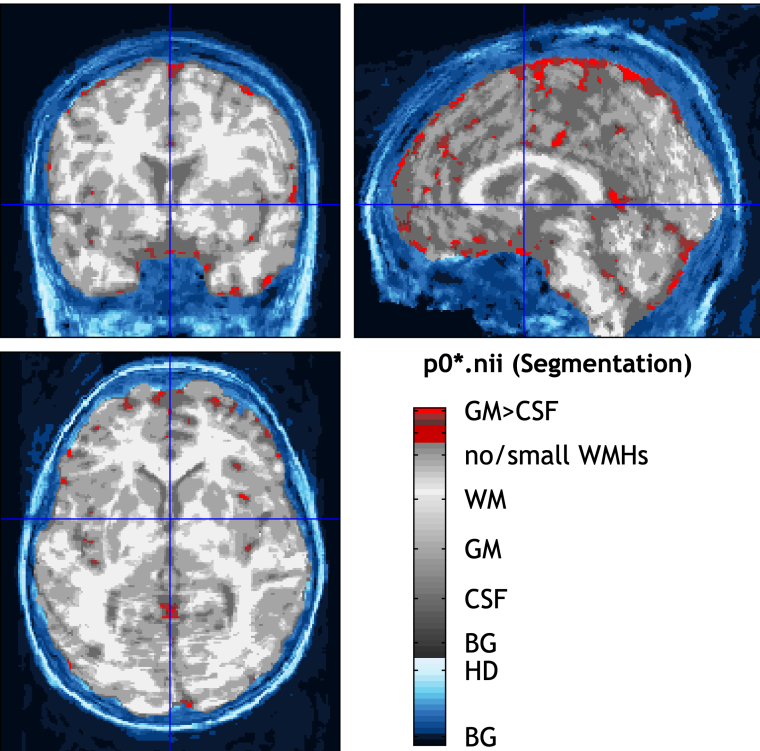 p0*.nii (Segmentation)
GM>CSF
no/small WMHs
WM
GM
CSF
BG
HD
BG